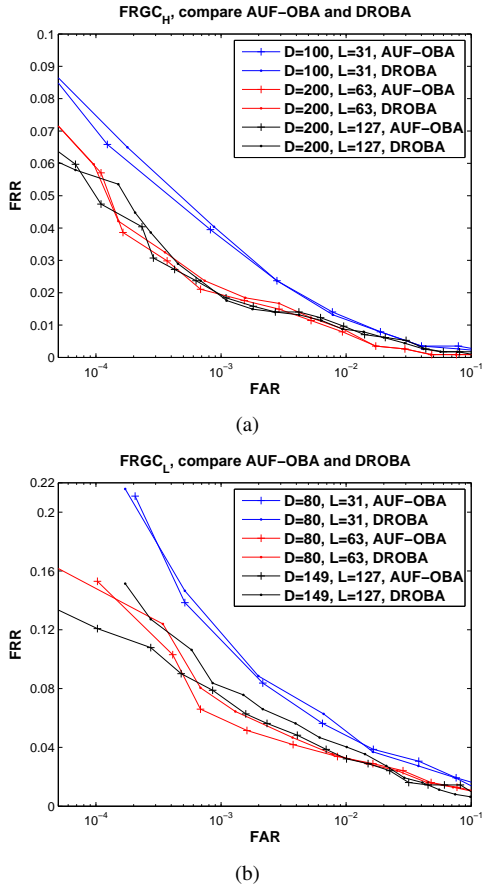 FRGC_H, compare AUF−OBA and DROBA
D=100, L=31, AUF−OBA
D=100, L=31, DROBA
D=200, L=63, AUF−OBA
D=200, L=63, DROBA
D=200, L=127, AUF−OBA
D=200, L=127, DROBA
0.1
0.09
0.08
0.07
0.06
0.05
0.04
0.03
0.02
0.01
0
FRR
10^−4
10^−3
10^−2
10^−1
FAR
(a)
FRGC_L, compare AUF−OBA and DROBA
D=80, L=31, AUF−OBA
D=80, L=31, DROBA
D=80, L=63, AUF−OBA
D=80, L=63, DROBA
D=149, L=127, AUF−OBA
D=149, L=127, DROBA
0.22
0.2
0.16
0.12
0.08
0.04
0
FRR
10^−4
10^−3
10^−2
10^−1
FAR
(b)